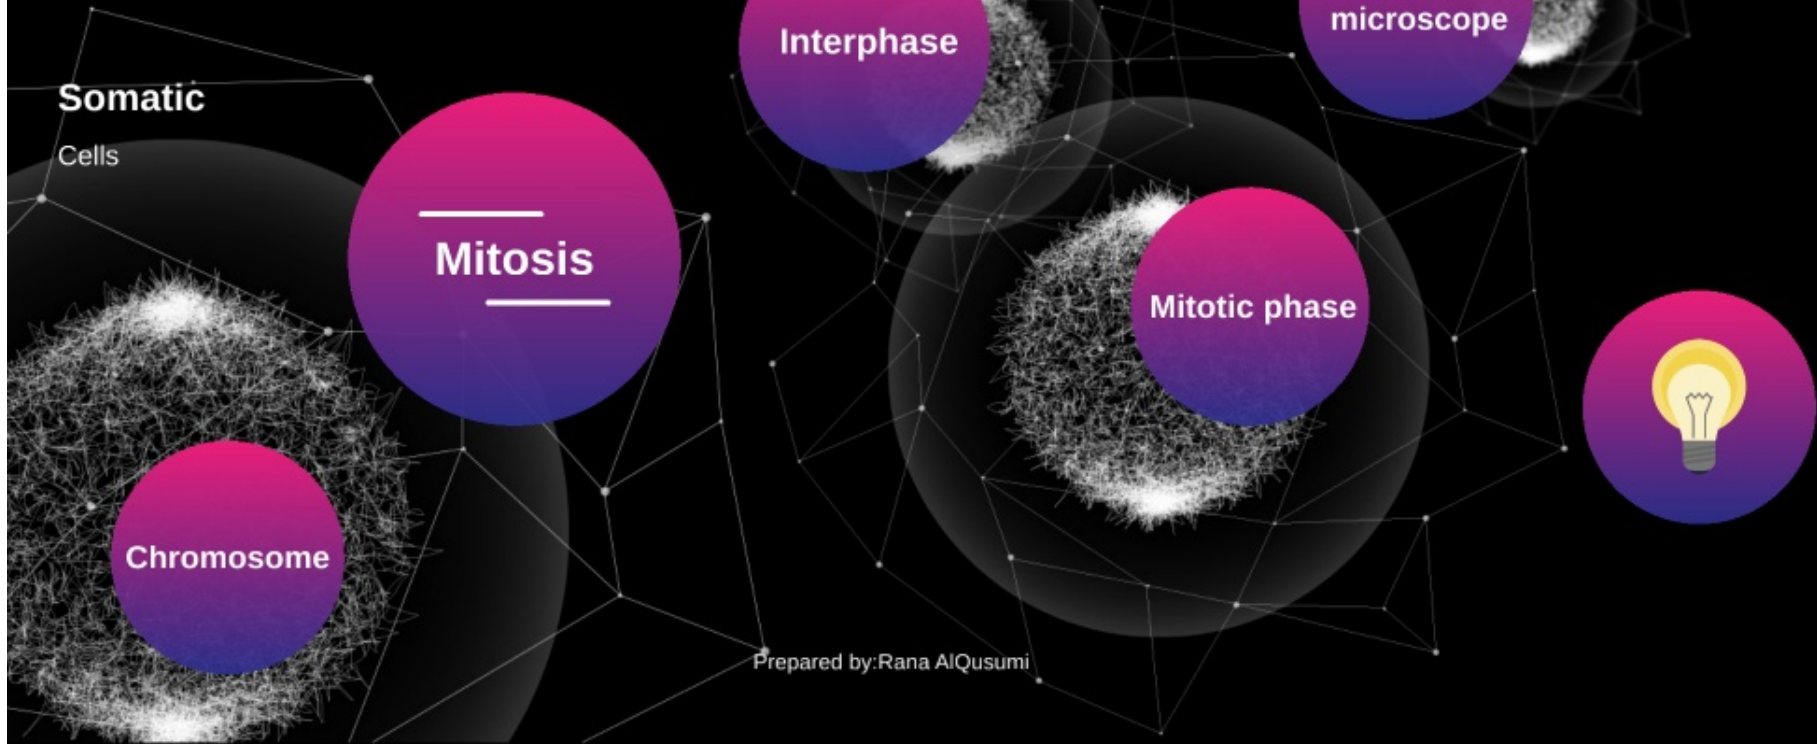 Somatic
Cells
Mitosis
Chromosome
Interphase
microscope
Mitotic phase
Prepared by:Rana AlQusumi